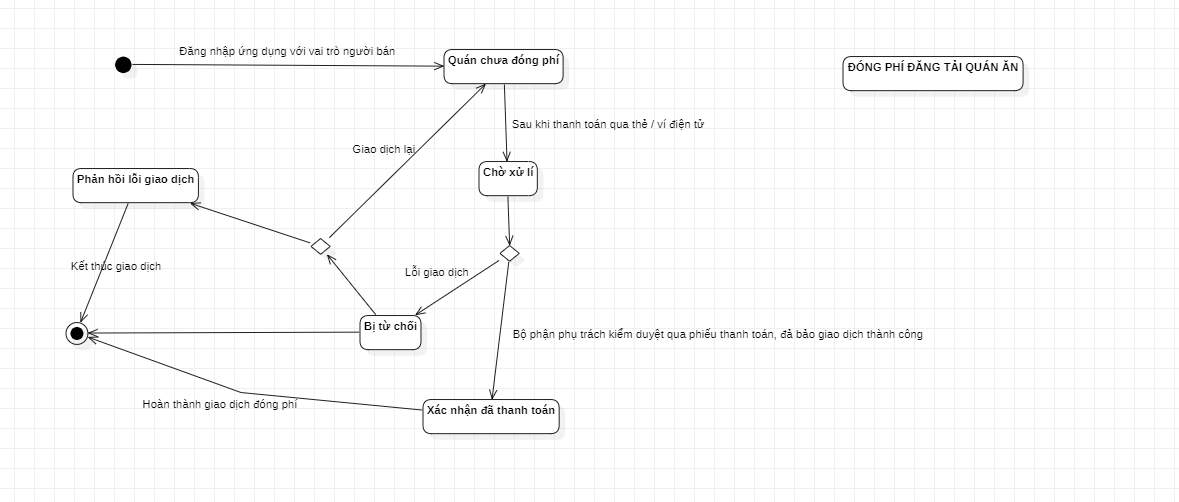 Đăng nhập ứng dụng với vai trò người bán
Quán chưa đóng phí
ĐÓNG PHÍ ĐĂNG TẢI QUÁN ĂN
Sau khi thanh toán qua thẻ / ví điện tử
Giao dịch lại
Chờ xử lí
Phản hồi lỗi giao dịch
Kết thúc giao dịch
Lỗi giao dịch
Bị từ chối
Bộ phận phụ trách kiểm duyệt qua phiếu thanh toán, đả bảo giao dịch thành công
Hoàn thành giao dịch đóng phí
Xác nhận đã thanh toán